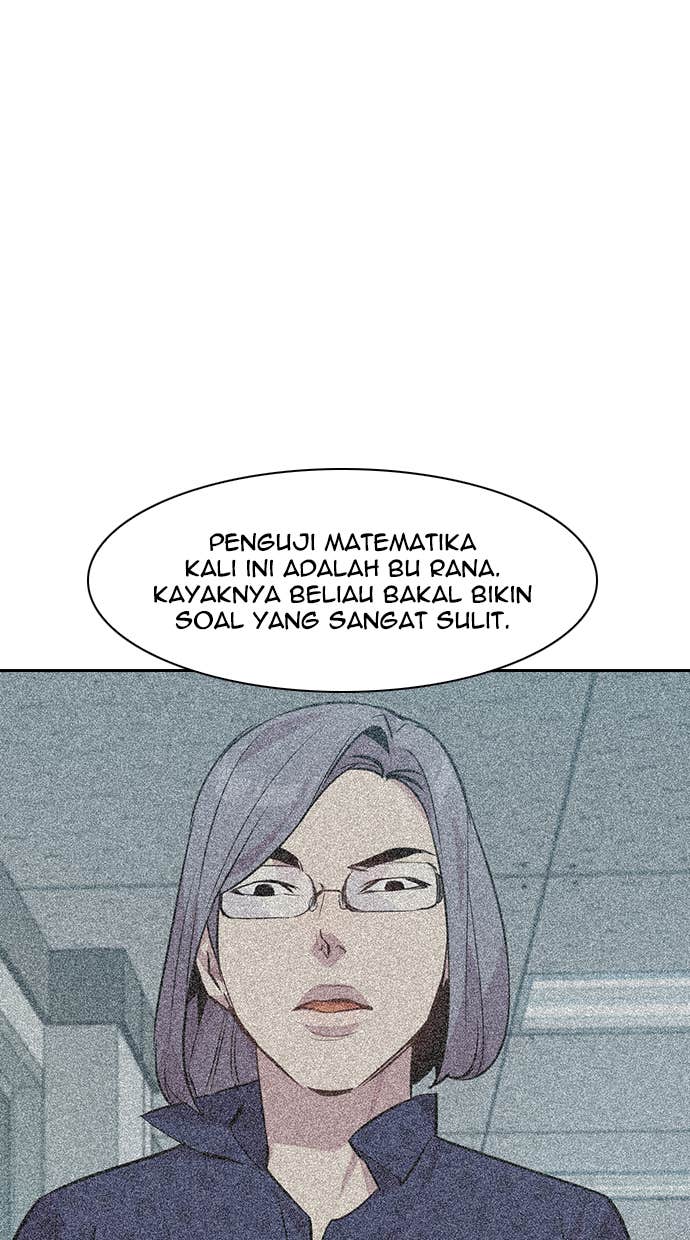 PENGUJI MATEMATIKA
KALI INI ADALAH BU RANA.
KAYAKNYA BELIAU BAKAL BIKIN
SOAL YANG SANGAT SULIT.